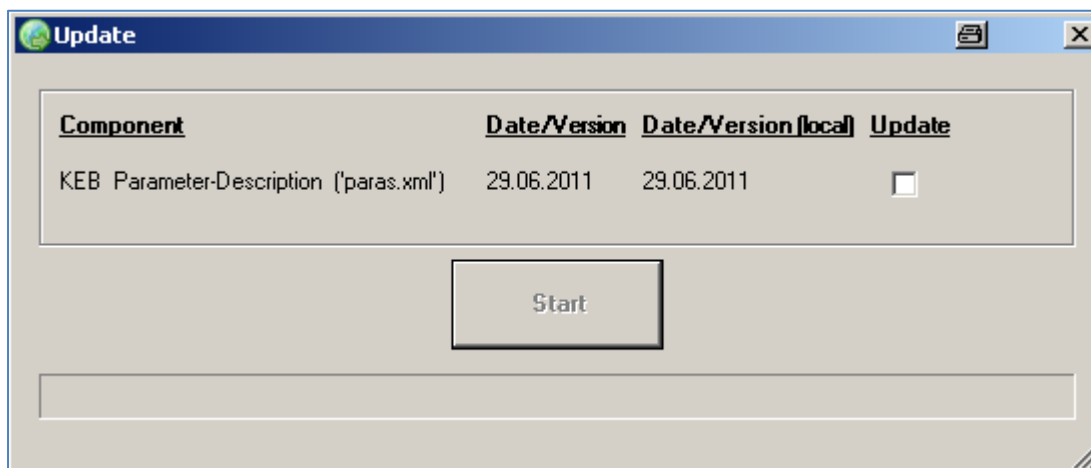 Update
Component Date/Version Date/Version (local) Update
KEB Parameter-Description ('paras.xml') 29.06.2011 29.06.2011
Start